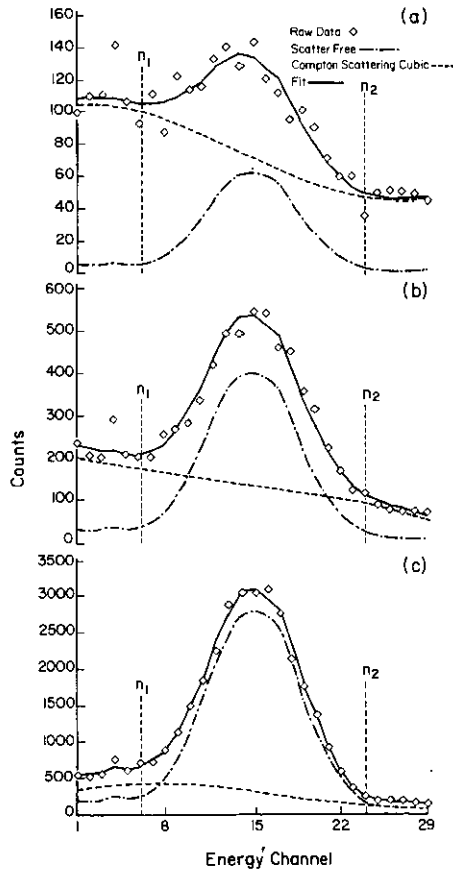 (a)
Raw Data
Scatter Free
Compton Scattering Cubic
Fit
n1
n2
160
140
120
100
80
60
40
20
0
(b)
n1
n2
600
500
400
300
200
100
0
Counts
(c)
n1
n2
3500
3000
2500
2000
1500
1000
500
0
1 8 15 22 29
Energy Channel